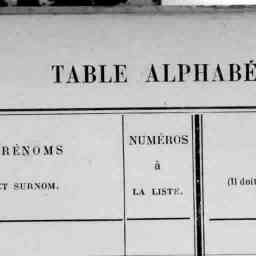 TABLE ALPHABÉ
RÉNOMS
ET SURNOM.
NUMÉROS
à
LA LISTE.
(Il doit